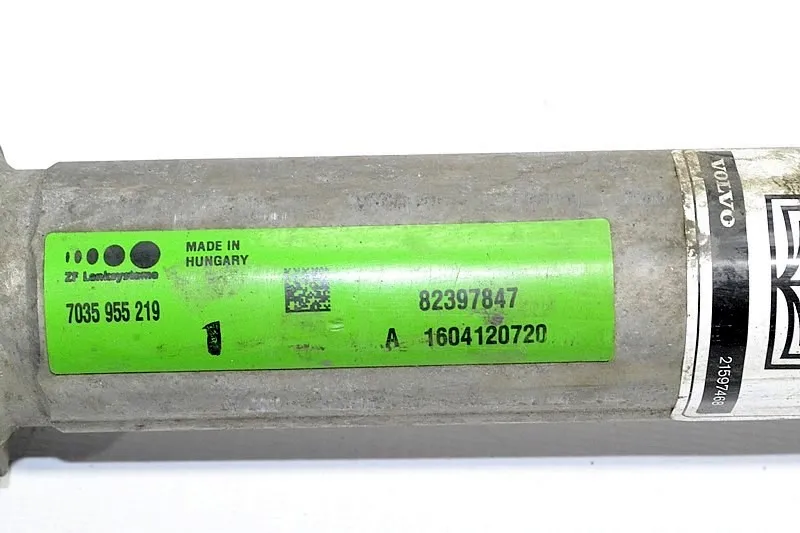 ZF Lenksysteme
MADE IN
HUNGARY
7035 955 219
82397847
A 1604120720
VOLVO
21597468